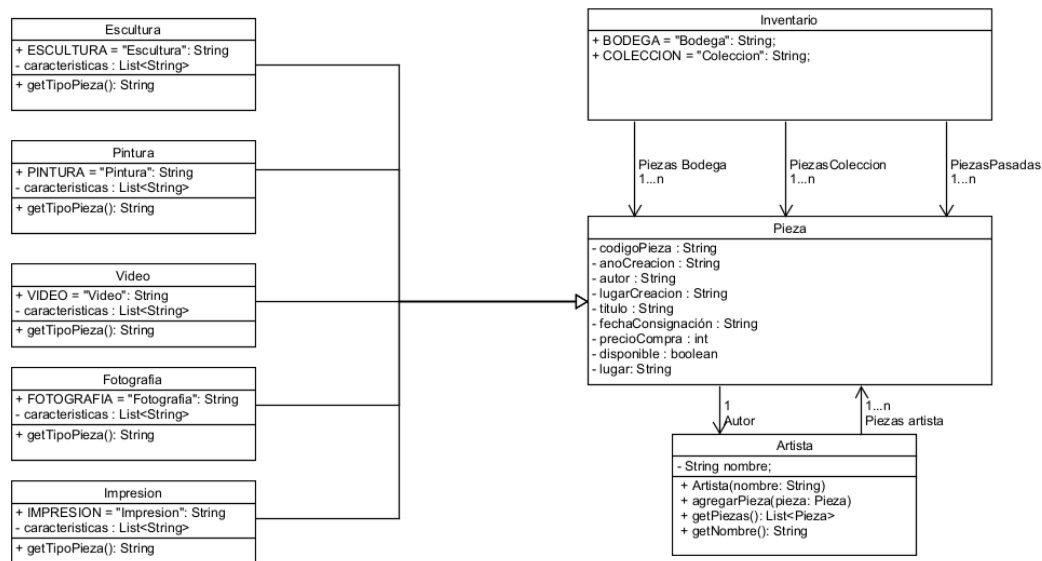 Escultura
+ ESCULTURA = "Escultura": String
- caracteristicas : List<String>
+ getTipoPieza(): String
Pintura
+ PINTURA = "Pintura": String
- caracteristicas : List<String>
+ getTipoPieza(): String
Video
+ VIDEO = "Video": String
- caracteristicas : List<String>
+ getTipoPieza(): String
Fotografia
+ FOTOGRAFIA = "Fotografia": String
- caracteristicas : List<String>
+ getTipoPieza(): String
Impresion
+ IMPRESION = "Impresion": String
- caracteristicas : List<String>
+ getTipoPieza(): String
Inventario
+ BODEGA = "Bodega": String;
+ COLECCION = "Coleccion": String;
Piezas Bodega
1...n
PiezasColeccion
1...n
PiezasPasadas
1...n
Pieza
- codigoPieza : String
- anoCreacion : String
- autor : String
- lugarCreacion : String
- titulo : String
- fechaConsignación : String
- precioCompra : int
- disponible : boolean
- lugar: String
1
Autor
1...n
Piezas artista
Artista
- String nombre;
+ Artista(nombre: String)
+ agregarPieza(pieza: Pieza)
+ getPiezas(): List<Pieza>
+ getNombre(): String